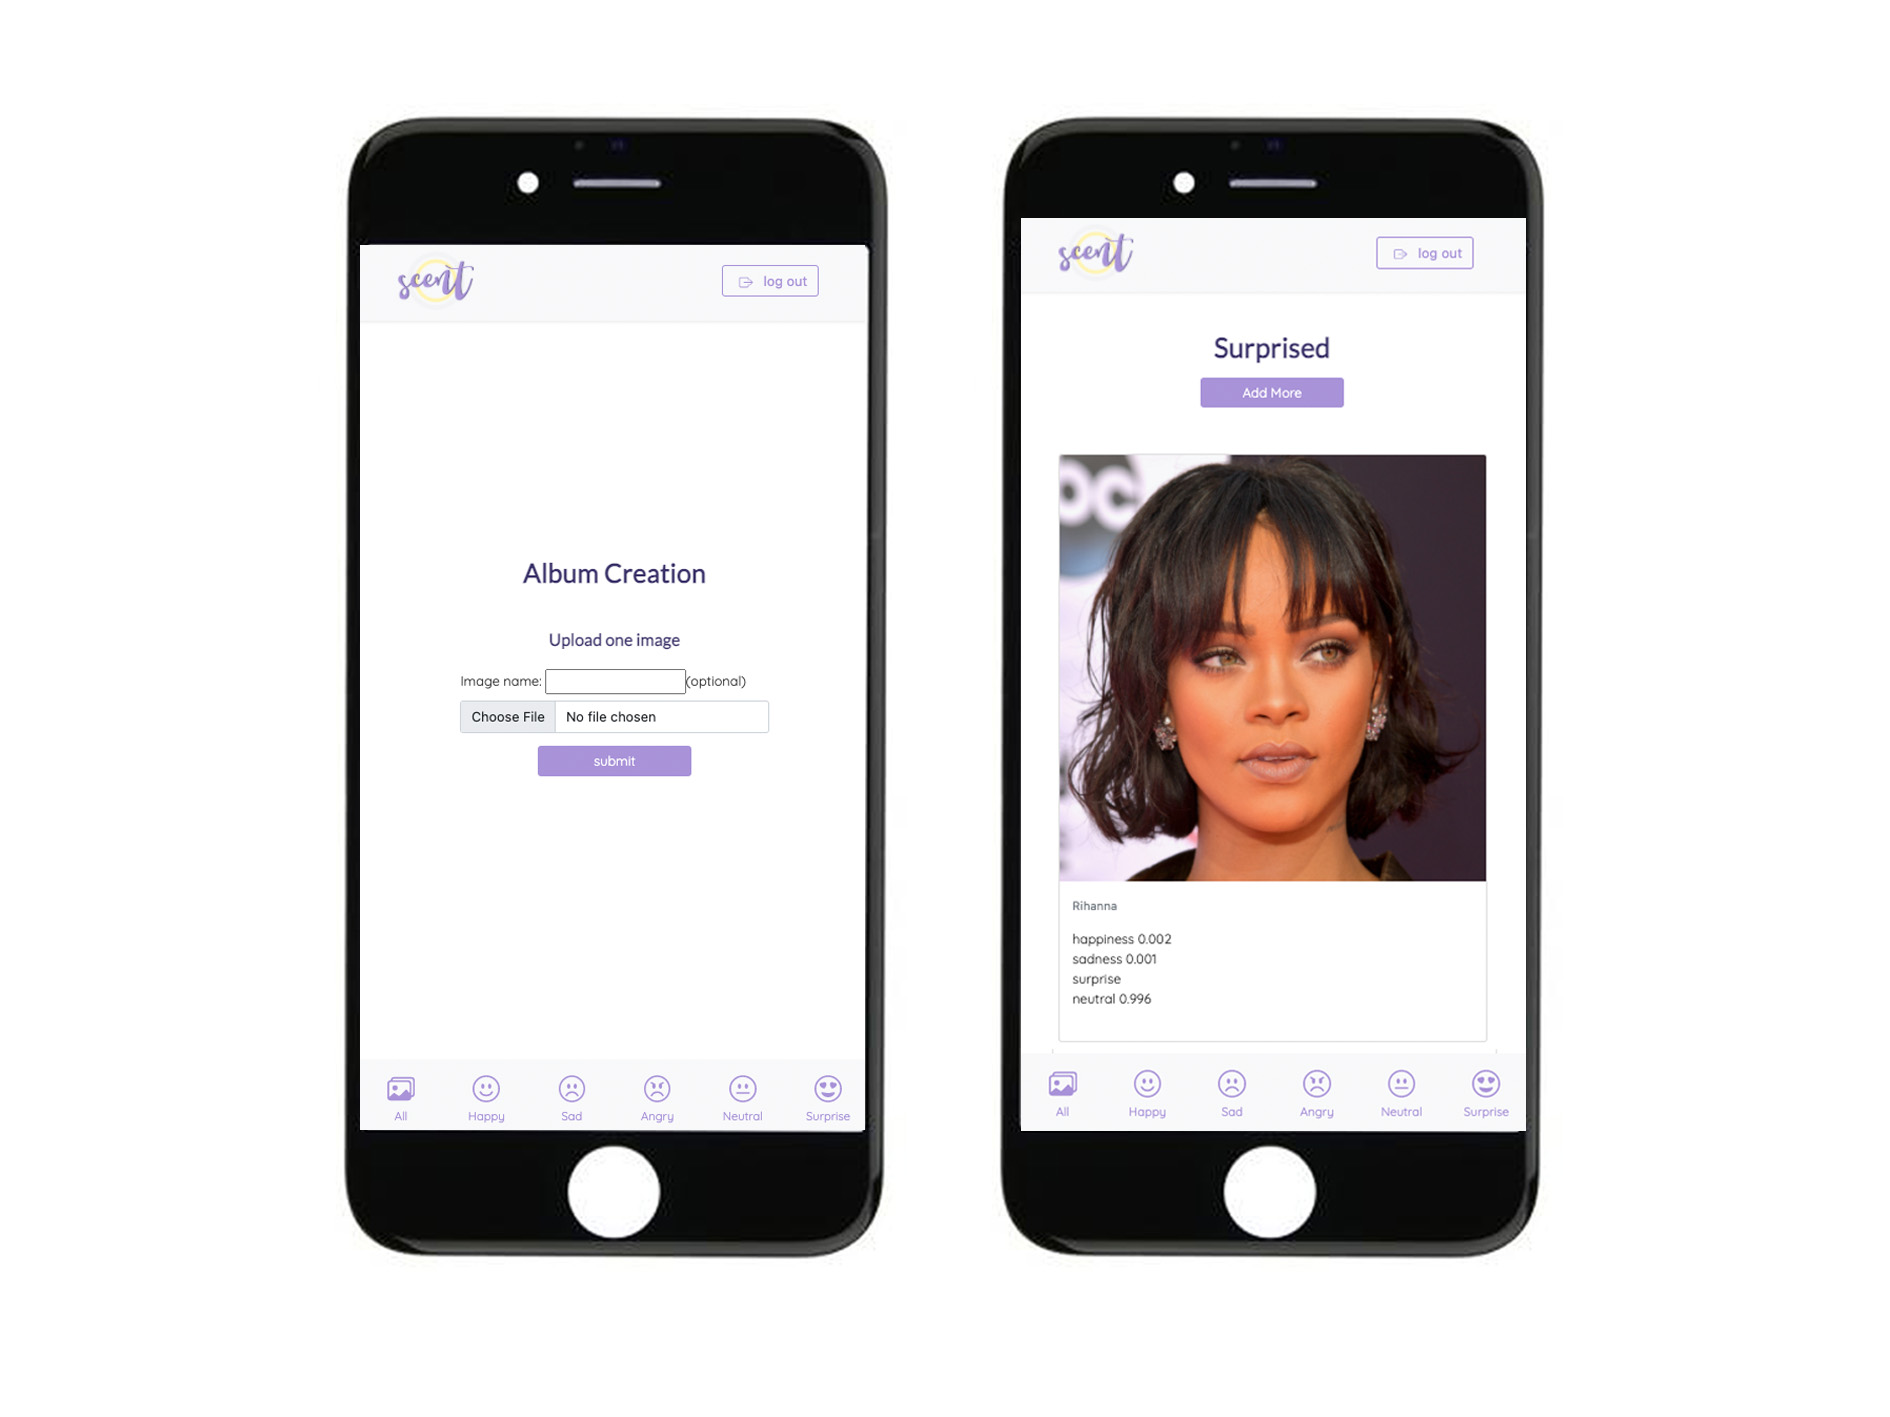 scent
log out
Album Creation
Upload one image
Image name: (optional)
Choose File No file chosen
submit
All Happy Sad Angry Neutral Surprise
scent
log out
Surprised
Add More
Rihanna
happiness 0.002
sadness 0.001
surprise
neutral 0.996
All Happy Sad Angry Neutral Surprise